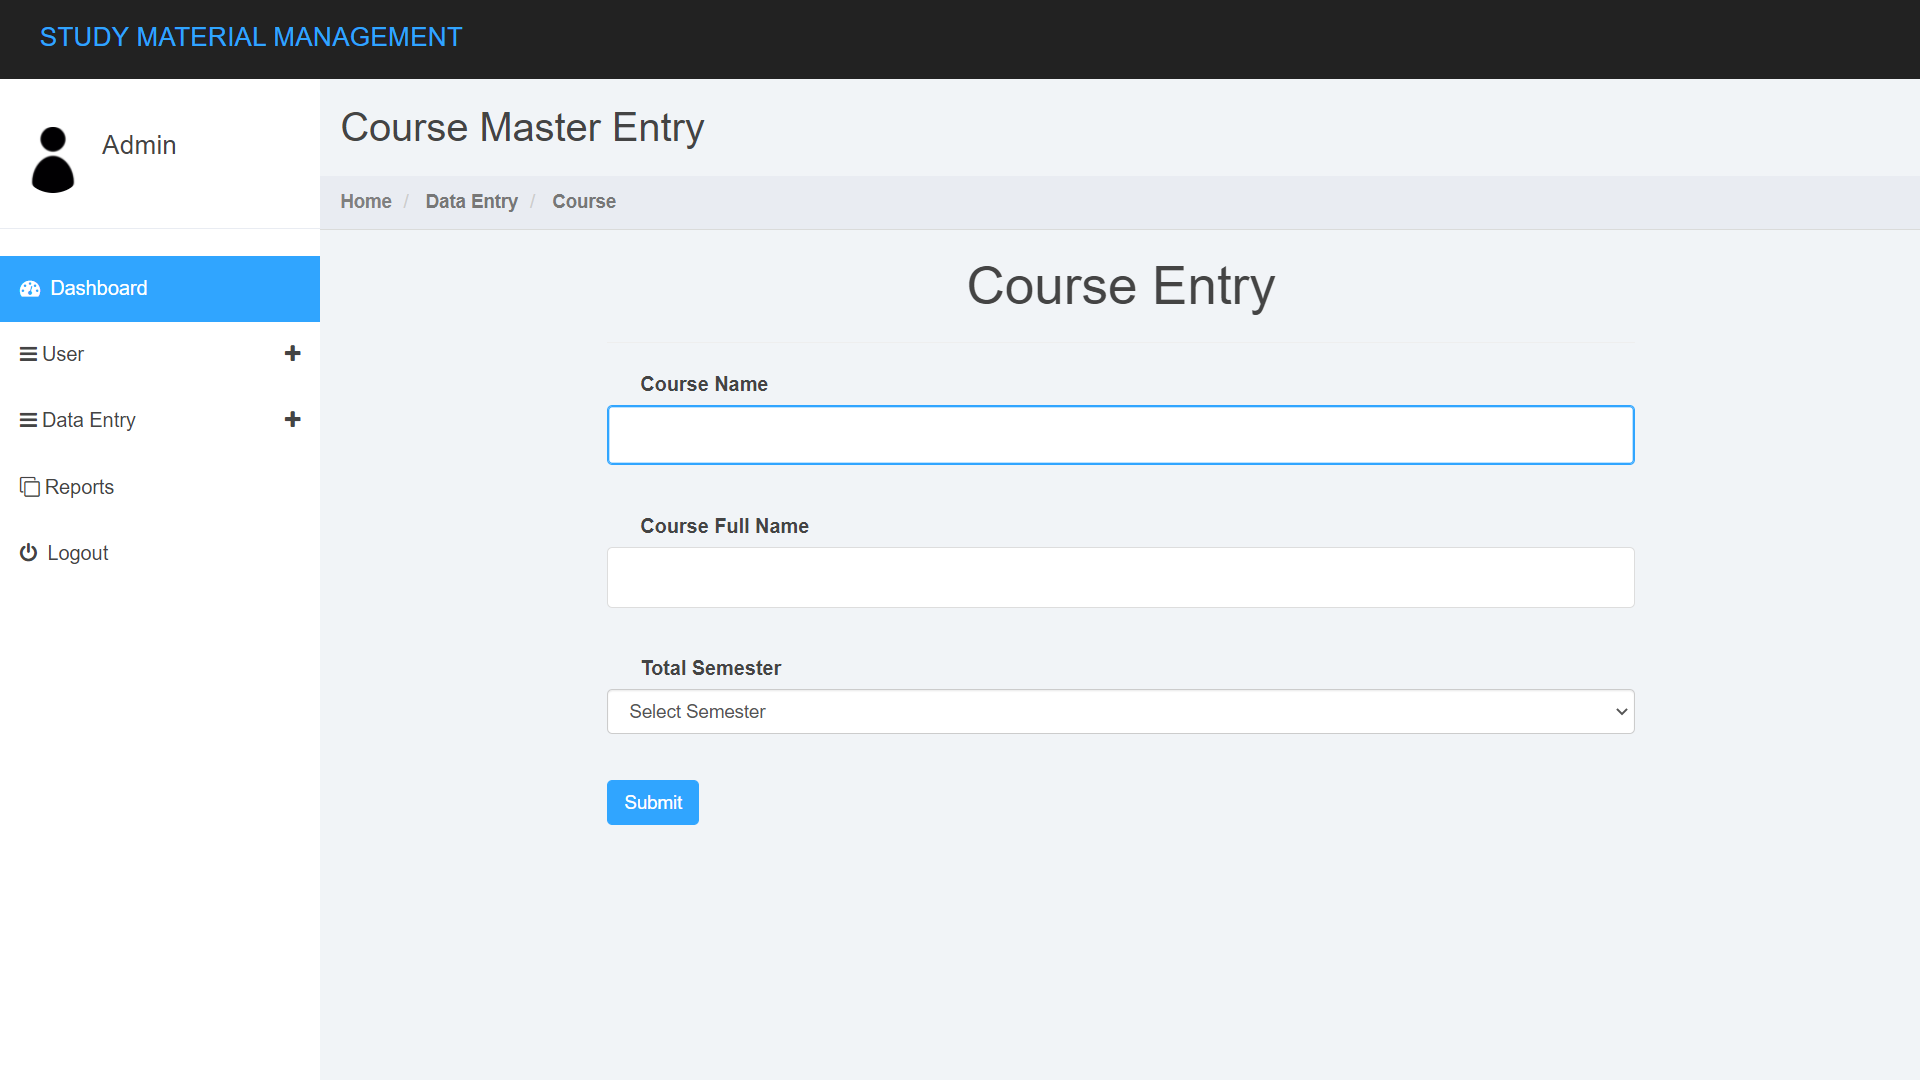 STUDY MATERIAL MANAGEMENT
Admin
Dashboard
User
Data Entry
Reports
Logout
Course Master Entry
Home / Data Entry / Course
Course Entry
Course Name
Course Full Name
Total Semester
Select Semester
Submit